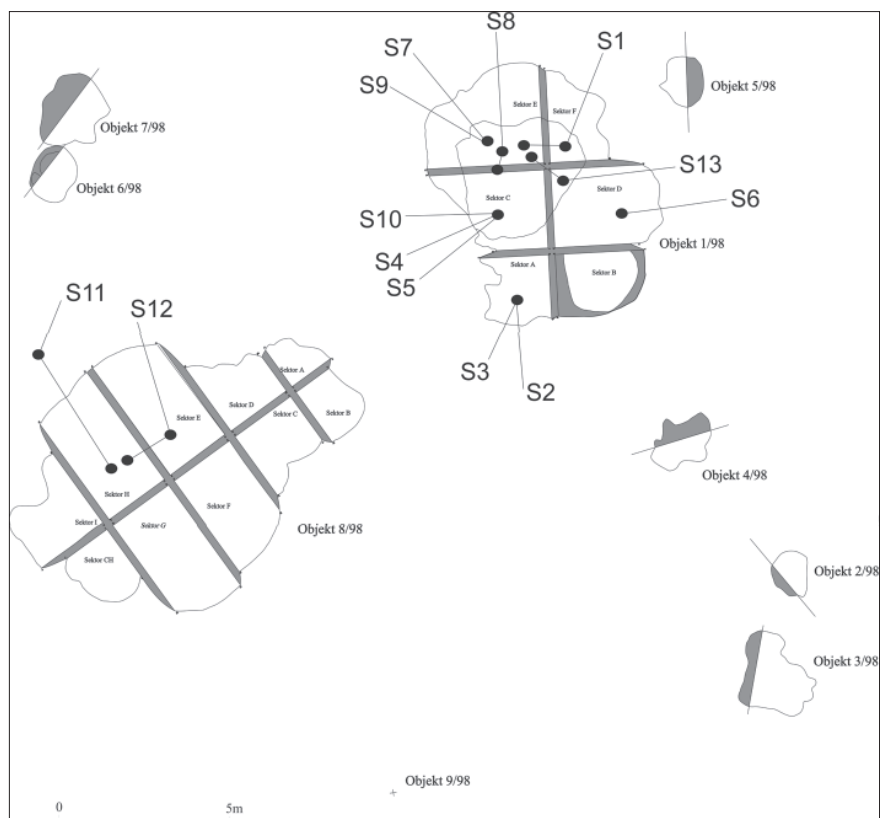 S8
S7
S1
S9
Sektor E
Sektor F
Objekt 5/98
Objekt 7/98
S13
Objekt 6/98
Sektor C
Sektor D
S6
S10
S4
S5
Objekt 1/98
Sektor A
Sektor B
S11
S12
S3
S2
Sektor A
Sektor E
Sektor D
Sektor C
Sektor B
Objekt 4/98
Sektor H
Sektor F
Sektor I
Sektor G
Objekt 8/98
Sektor CH
Objekt 2/98
Objekt 3/98
Objekt 9/98
0
5m